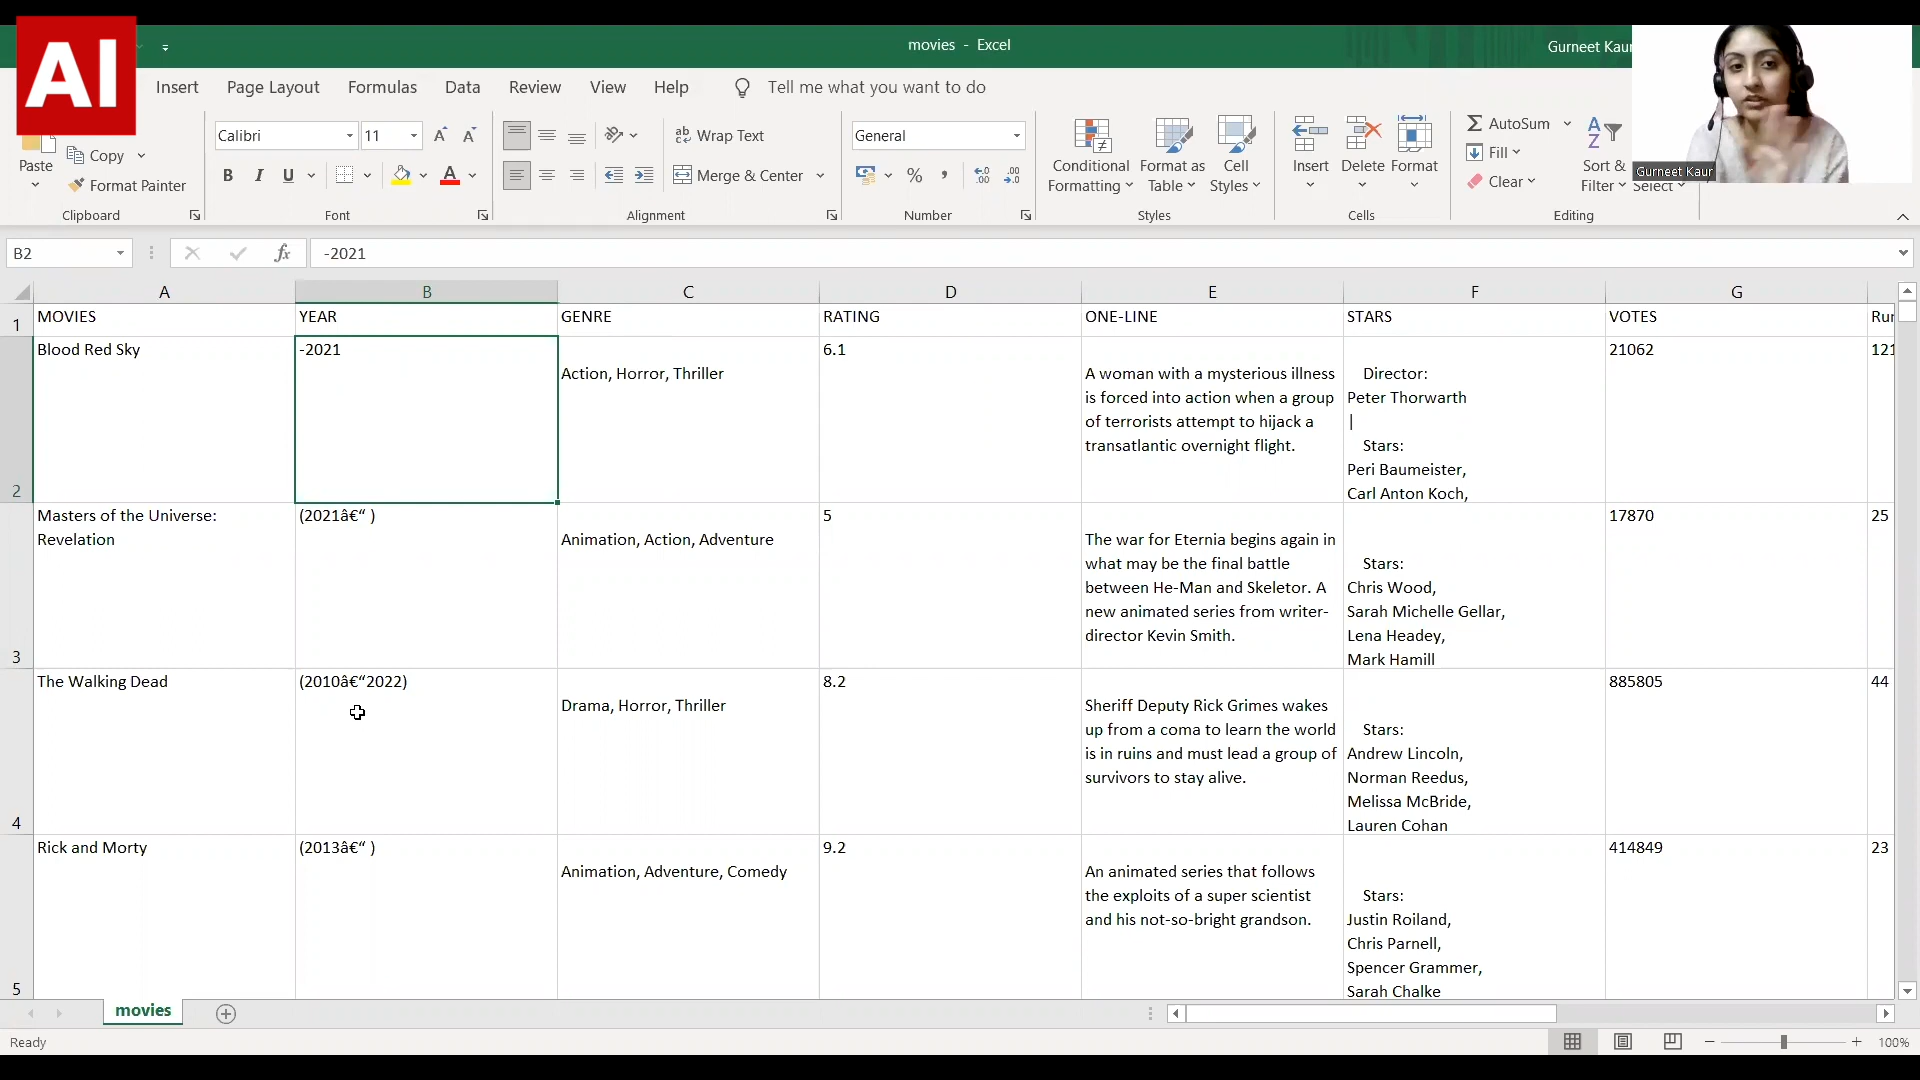 AI
movies - Excel
Gurneet Kaur
Insert Page Layout Formulas Data Review View Help Tell me what you want to do
Paste
Copy
Format Painter
Clipboard
Calibri 11
B I U
Font
Wrap Text
Merge & Center
Alignment
General
Number
Conditional Formatting
Format as Table
Cell Styles
Styles
Insert Delete Format
Cells
AutoSum
Fill
Clear
Sort & Filter
Select
Editing
Gurneet Kaur
B2 fx -2021
A B C D E F G
1 MOVIES YEAR GENRE RATING ONE-LINE STARS VOTES Run
2
Blood Red Sky
-2021
Action, Horror, Thriller
6.1
A woman with a mysterious illness
is forced into action when a group
of terrorists attempt to hijack a
transatlantic overnight flight.
Director:
Peter Thorwarth
|
Stars:
Peri Baumeister,
Carl Anton Koch,
21062
121
3
Masters of the Universe:
Revelation
(2021â€“ )
Animation, Action, Adventure
5
The war for Eternia begins again in
what may be the final battle
between He-Man and Skeletor. A
new animated series from writer-
director Kevin Smith.
Stars:
Chris Wood,
Sarah Michelle Gellar,
Lena Headey,
Mark Hamill
17870
25
4
The Walking Dead
(2010â€“2022)
Drama, Horror, Thriller
8.2
Sheriff Deputy Rick Grimes wakes
up from a coma to learn the world
is in ruins and must lead a group of
survivors to stay alive.
Stars:
Andrew Lincoln,
Norman Reedus,
Melissa McBride,
Lauren Cohan
885805
44
5
Rick and Morty
(2013â€“ )
Animation, Adventure, Comedy
9.2
An animated series that follows
the exploits of a super scientist
and his not-so-bright grandson.
Stars:
Justin Roiland,
Chris Parnell,
Spencer Grammer,
Sarah Chalke
414849
23
movies
Ready
100%